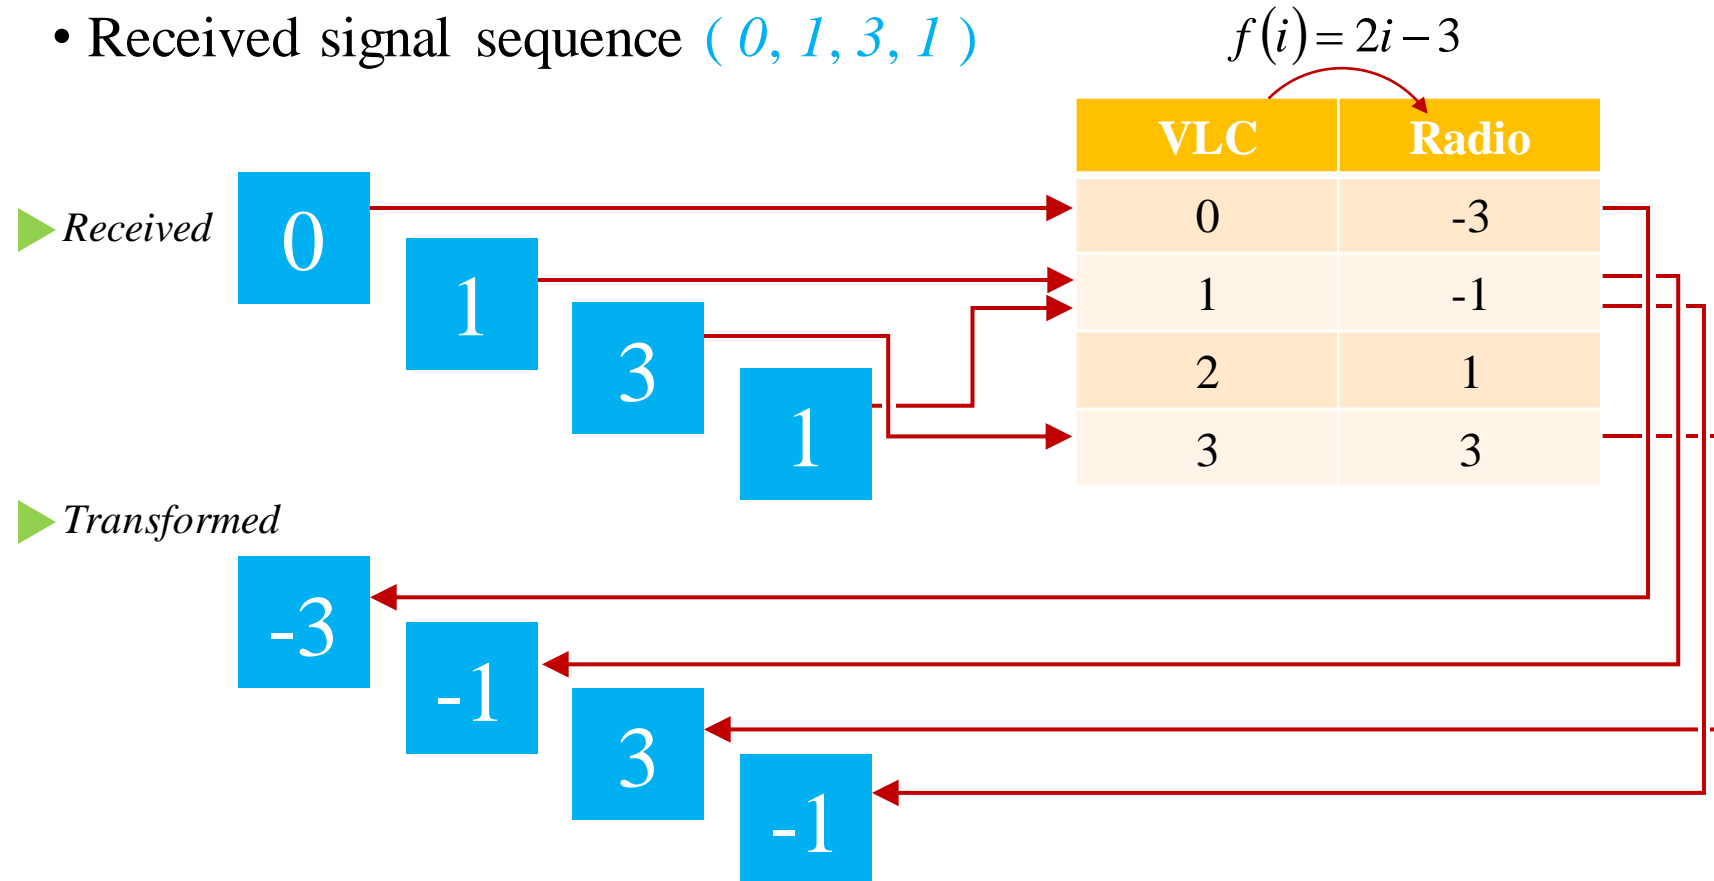 • Received signal sequence ( 0, 1, 3, 1 )
f(i) = 2i – 3
VLC Radio
Received
0
1
3
1
0 -3
1 -1
2 1
3 3
Transformed
-3
-1
3
-1